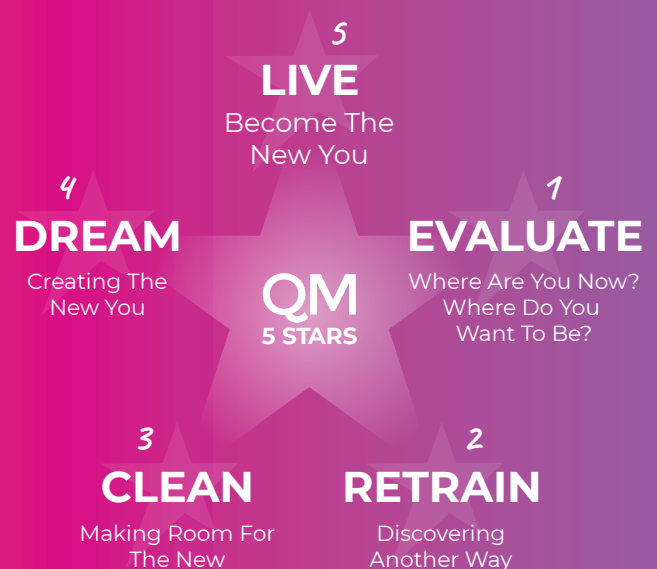 5
LIVE
Become The
New You
4
DREAM
Creating The
New You
1
EVALUATE
Where Are You Now?
Where Do You
Want To Be?
QM
5 STARS
3
CLEAN
Making Room For
The New
2
RETRAIN
Discovering
Another Way